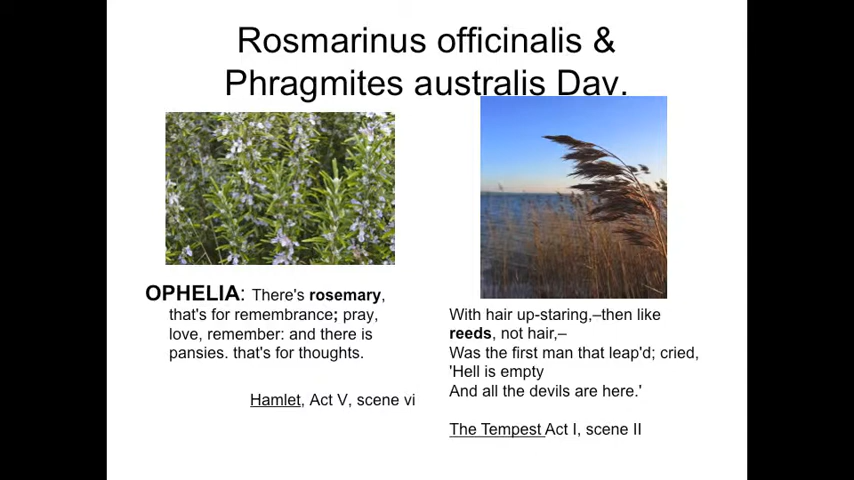 Rosmarinus officinalis &
Phragmites australis Dav.
OPHELIA: There's rosemary,
that's for remembrance; pray,
love, remember: and there is
pansies. that's for thoughts.
Hamlet, Act V, scene vi
With hair up-staring,–then like
reeds, not hair,–
Was the first man that leap'd; cried,
'Hell is empty
And all the devils are here.'
The Tempest Act I, scene II